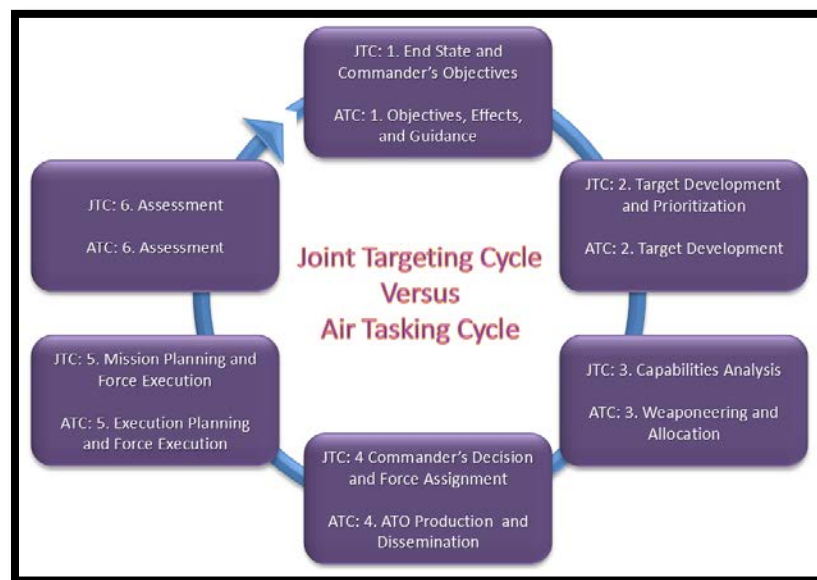 JTC: 1. End State and
Commander's Objectives
ATC: 1. Objectives, Effects,
and Guidance
JTC: 2. Target Development
and Prioritization
ATC: 2. Target Development
JTC: 3. Capabilities Analysis
ATC: 3. Weaponeering and
Allocation
JTC: 4 Commander's Decision
and Force Assignment
ATC: 4. ATO Production and
Dissemination
JTC: 5. Mission Planning and
Force Execution
ATC: 5. Execution Planning
and Force Execution
JTC: 6. Assessment
ATC: 6. Assessment
Joint Targeting Cycle
Versus
Air Tasking Cycle